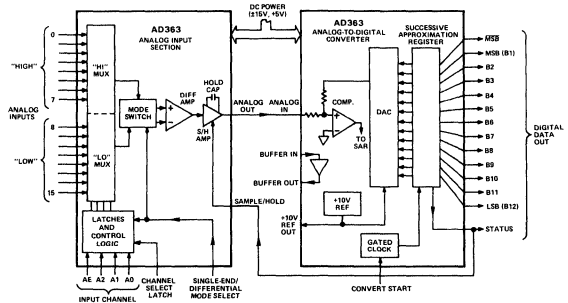 DC POWER
(±15V, +5V)
AD363
ANALOG INPUT
SECTION
0
"HIGH"
7
ANALOG
INPUTS
8
"LOW"
15
"HI"
MUX
"LO"
MUX
MODE
SWITCH
DIFF
AMP
HOLD
CAP
S/H
AMP
ANALOG
OUT
ANALOG
IN
SAMPLE/HOLD
LATCHES
AND
CONTROL
LOGIC
AE A2 A1 A0
INPUT CHANNEL
CHANNEL
SELECT
LATCH
SINGLE-END/
DIFFERENTIAL
MODE SELECT
AD363
ANALOG-TO-DIGITAL
CONVERTER
SUCCESSIVE
APPROXIMATION
REGISTER
COMP.
TO
SAR
DAC
BUFFER IN
BUFFER OUT
+10V
REF
+10V
REF
OUT
GATED
CLOCK
CONVERT START
MSB
MSB (B1)
B2
B3
B4
B5
B6
B7
B8
B9
B10
B11
LSB (B12)
STATUS
DIGITAL
DATA
OUT